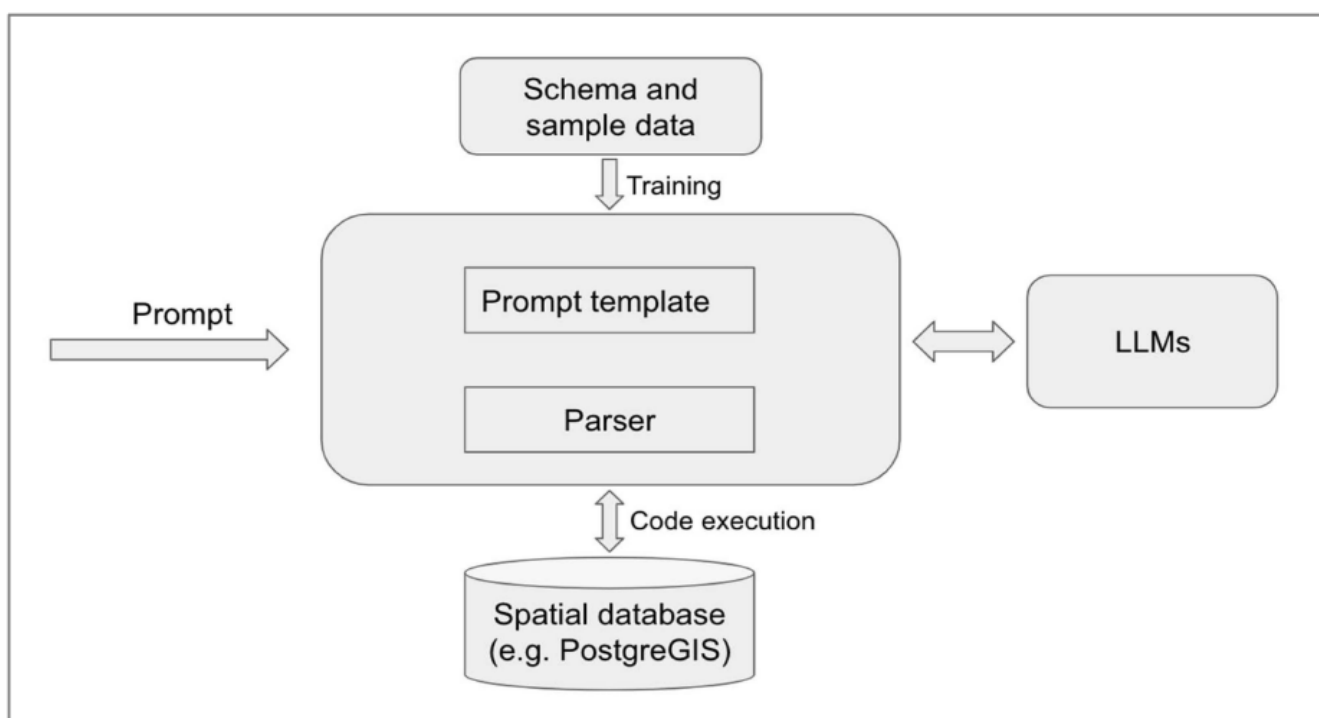 Schema and
sample data
Training
Prompt
Prompt template
LLMs
Parser
Code execution
Spatial database
(e.g. PostgreGIS)